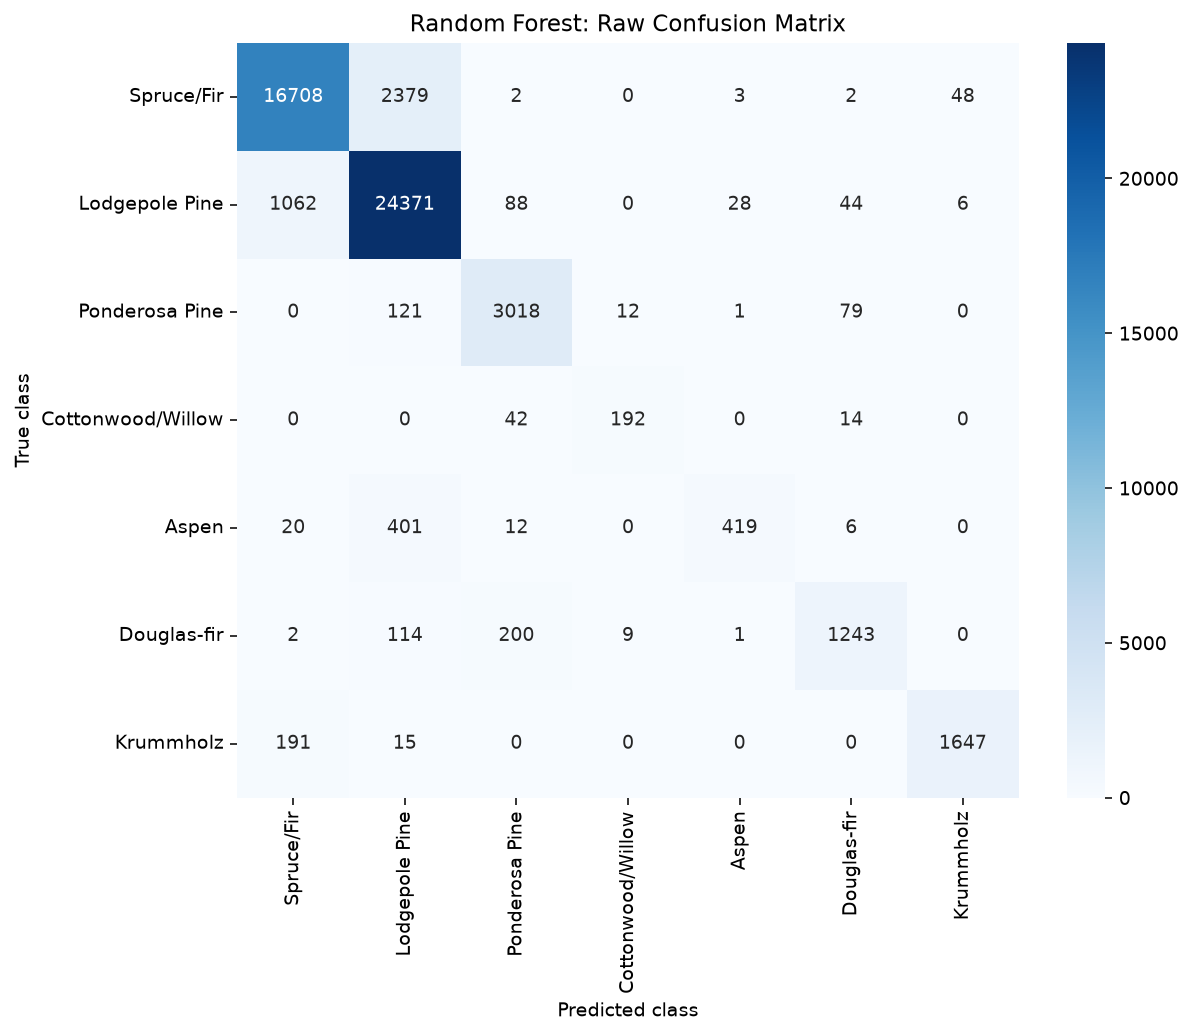 Random Forest: Raw Confusion Matrix
Spruce/Fir 16708 2379 2 0 3 2 48
Lodgepole Pine 1062 24371 88 0 28 44 6
Ponderosa Pine 0 121 3018 12 1 79 0
Cottonwood/Willow 0 0 42 192 0 14 0
Aspen 20 401 12 0 419 6 0
Douglas-fir 2 114 200 9 1 1243 0
Krummholz 191 15 0 0 0 0 1647
True class
Spruce/Fir
Lodgepole Pine
Ponderosa Pine
Cottonwood/Willow
Aspen
Douglas-fir
Krummholz
Predicted class
20000
15000
10000
5000
0